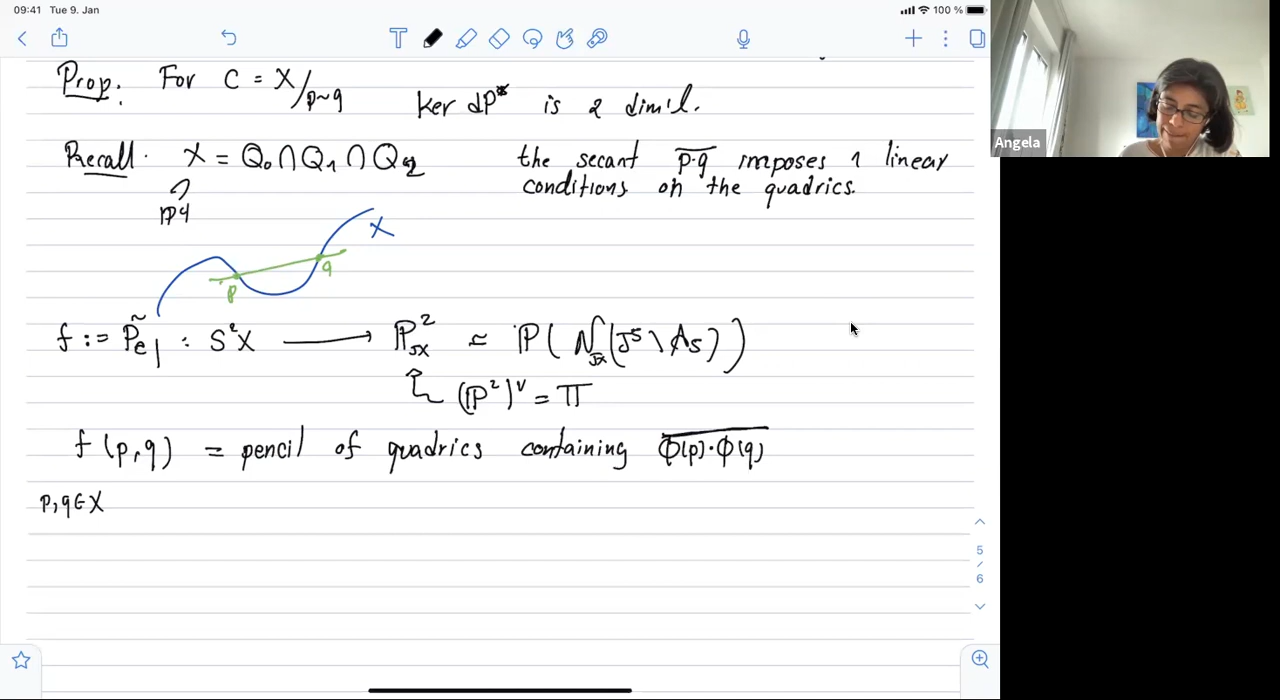 09:41 Tue 9. Jan
100 %
Prop: For C = X/p~q Ker dP* is 2 dim'l.
Recall. X = Q₀ ∩ Q₁ ∩ Q₂ the secant p·q imposes 1 linear
conditions on the quadrics.
P4
X
p
q
f := P̃e| : S²X → P²JX ≃ P( N JX (J5 \ A5) )
(P²)ᵛ = Π
f(p,q) = pencil of quadrics containing Φ(p)·Φ(q)
p,q ∈ X
5
/
6
Angela